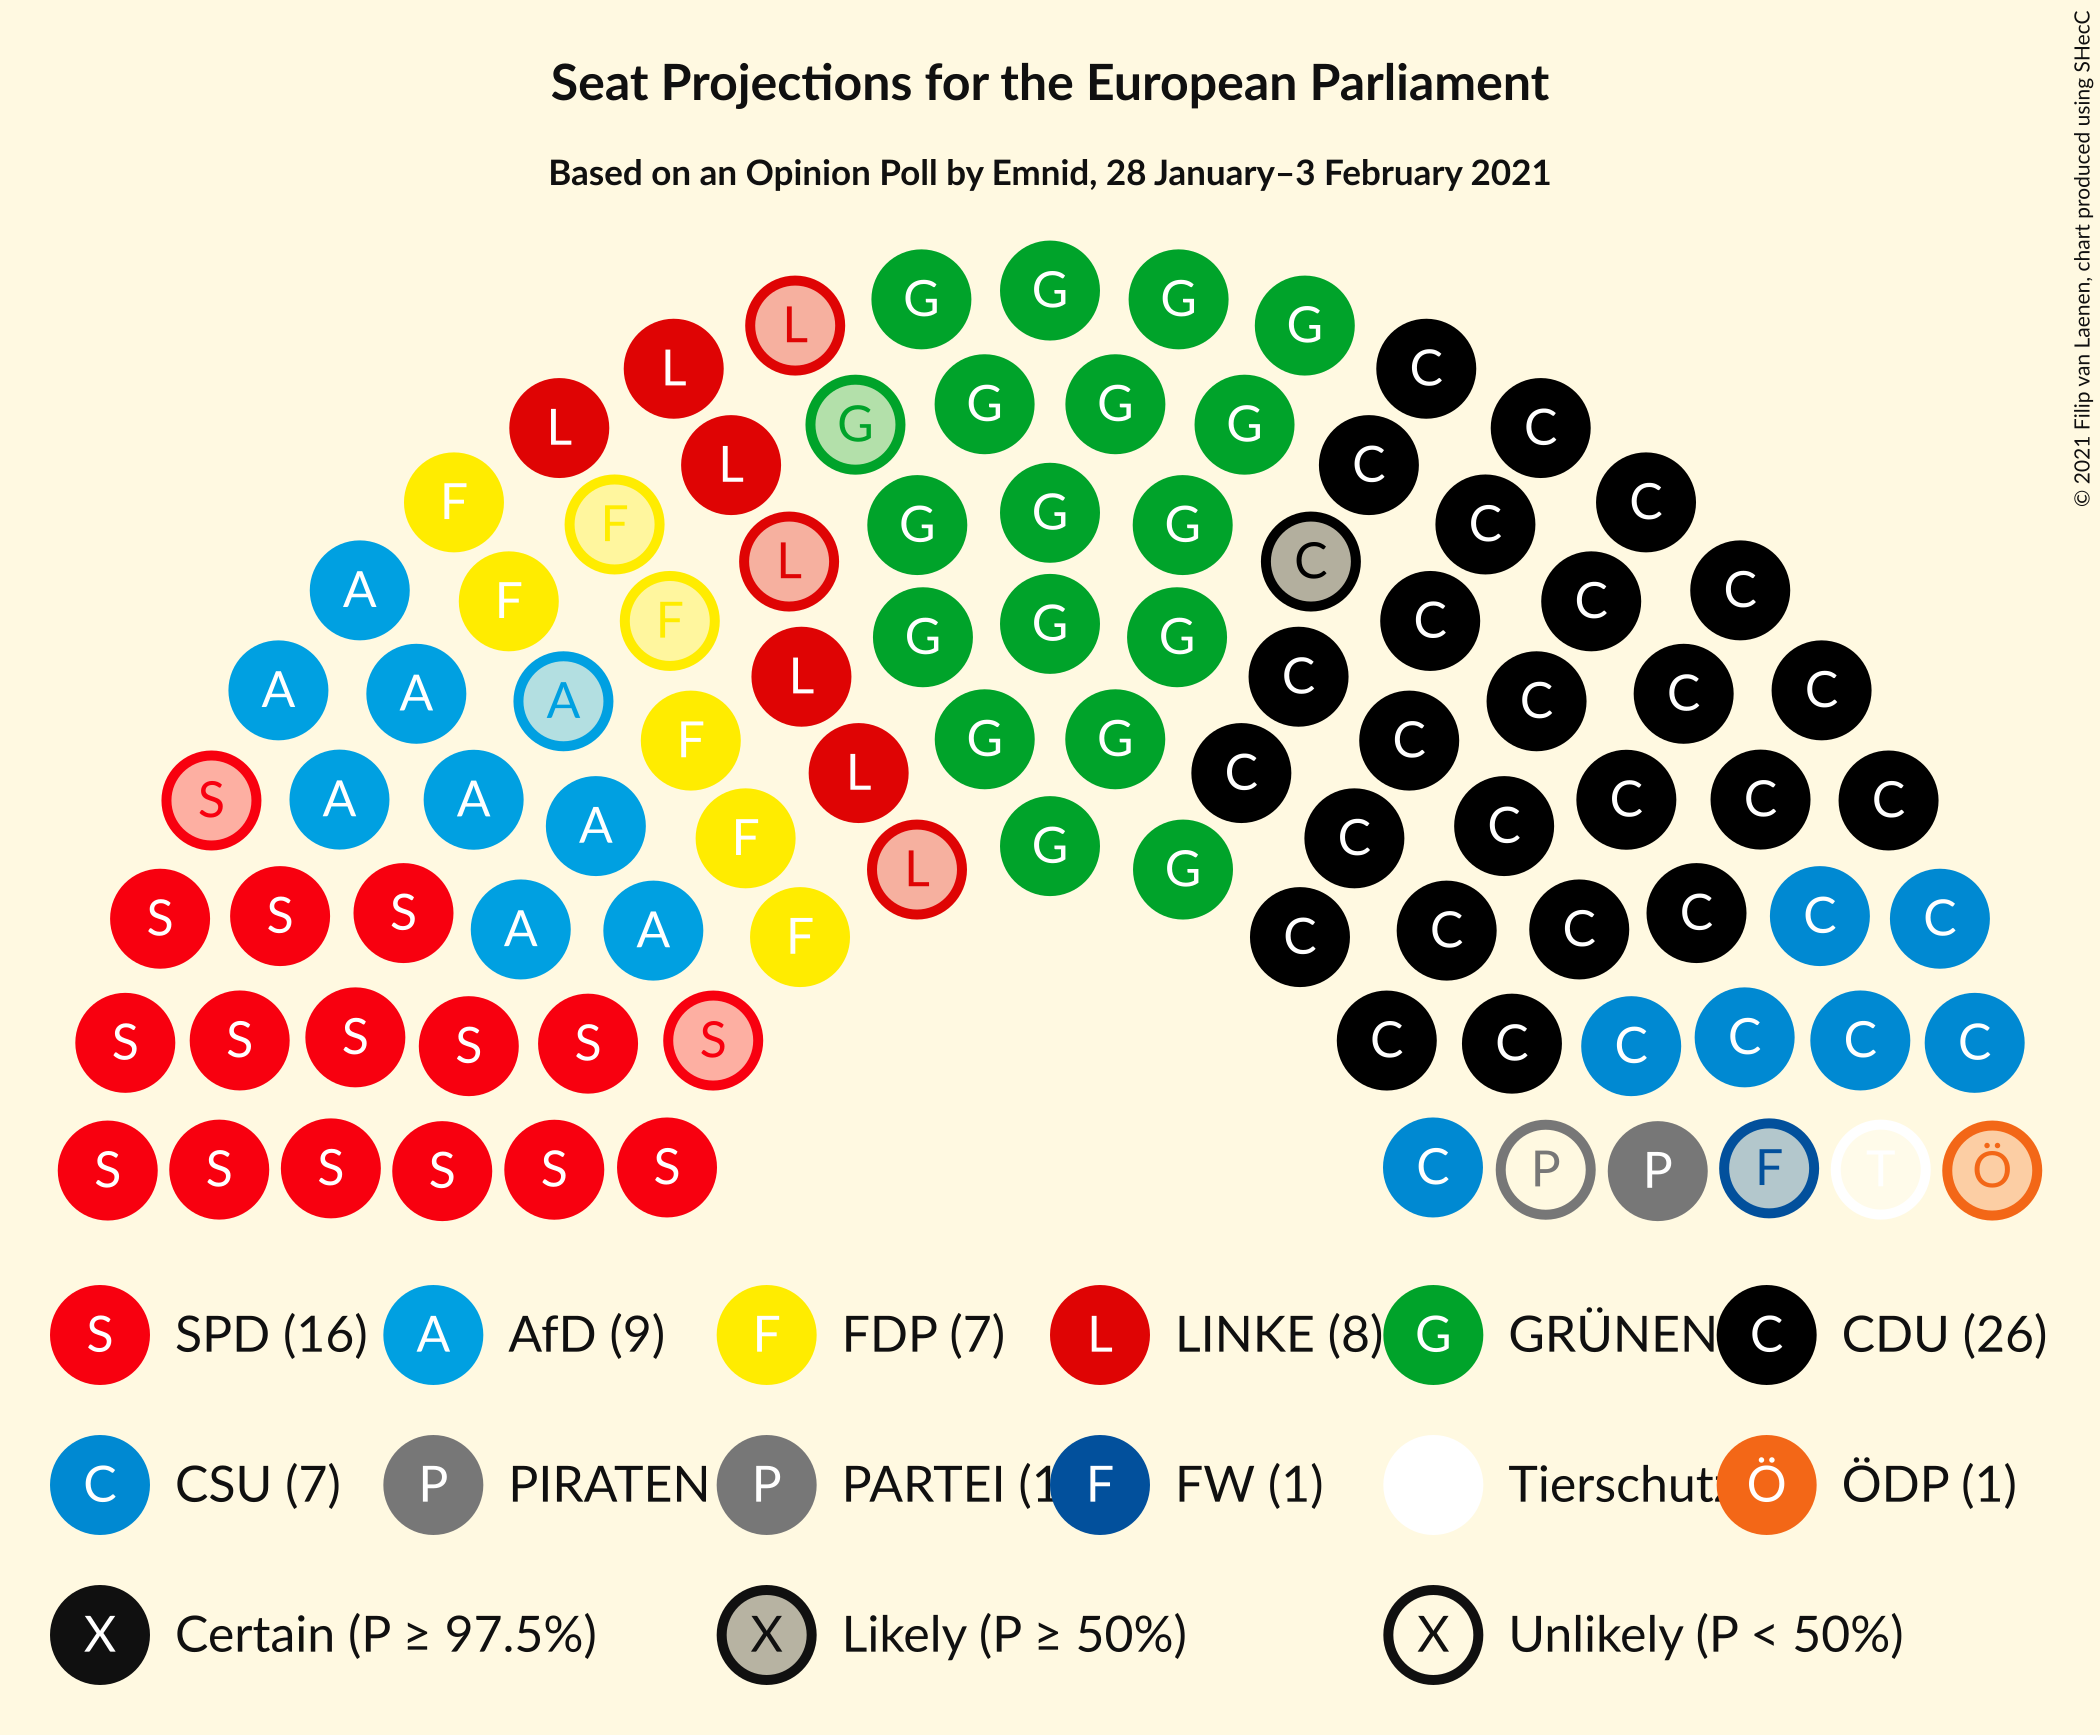 Seat Projections for the European Parliament
Based on an Opinion Poll by Emnid, 28 January–3 February 2021
© 2021 Filip van Laenen, chart produced using SHecC
L G G G G C
L L G G G G C C
F F L L G G G C C C
A F F L G G G C C C C
A A A F L G G C C C C C
S A A A F L G G C C C C C C
S S S A A F C C C C C C
S S S S S S C C C C C C
S S S S S S C P P F T Ö
S SPD (16) A AfD (9) F FDP (7) L LINKE (8) G GRÜNEN C CDU (26)
C CSU (7) P PIRATEN P PARTEI (1 F FW (1) Tierschutz Ö ÖDP (1)
X Certain (P ≥ 97.5%) X Likely (P ≥ 50%) X Unlikely (P < 50%)